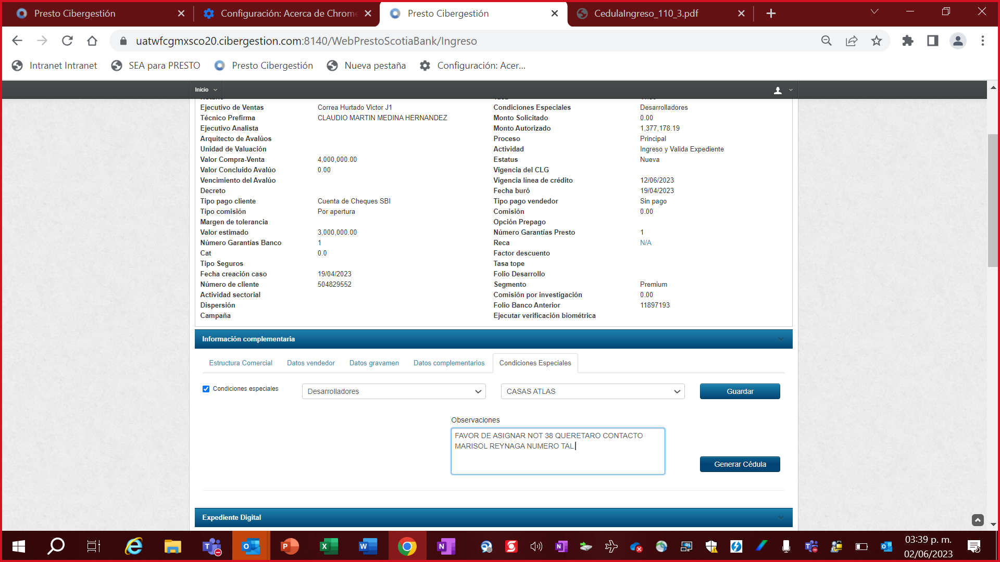 Presto Cibergestión
Configuración: Acerca de Chrome
Presto Cibergestión
CedulaIngreso_110_3.pdf
uatwfcgmxsco20.cibergestion.com:8140/WebPrestoScotiaBank/Ingreso
Intranet Intranet
SEA para PRESTO
Presto Cibergestión
Nueva pestaña
Configuración: Acer...
Inicio
Ejecutivo de Ventas Correa Hurtado Victor J1 Condiciones Especiales Desarrolladores
Técnico Prefirma CLAUDIO MARTIN MEDINA HERNANDEZ Monto Solicitado 0.00
Ejecutivo Analista Monto Autorizado 1,377,178.19
Arquitecto de Avalúos Proceso Principal
Unidad de Valuación Actividad Ingreso y Valida Expediente
Valor Compra-Venta 4,000,000.00 Estatus Nueva
Valor Concluido Avalúo 0.00 Vigencia del CLG
Vencimiento del Avalúo Vigencia línea de crédito 12/06/2023
Decreto Fecha buró 19/04/2023
Tipo pago cliente Cuenta de Cheques SBI Tipo pago vendedor Sin pago
Tipo comisión Por apertura Comisión 0.00
Margen de tolerancia Opción Prepago
Valor estimado 3,000,000.00 Número Garantías Presto 1
Número Garantías Banco 1 Reca N/A
Cat 0.0 Factor descuento
Tipo Seguros Tasa tope
Fecha creación caso 19/04/2023 Folio Desarrollo
Número de cliente 504829552 Segmento Premium
Actividad sectorial Comisión por investigación 0.00
Dispersión Folio Banco Anterior 11897193
Campaña Ejecutar verificación biométrica
Información complementaria
Estructura Comercial Datos vendedor Datos gravamen Datos complementarios Condiciones Especiales
Condiciones especiales Desarrolladores CASAS ATLAS Guardar
Observaciones
FAVOR DE ASIGNAR NOT 38 QUERETARO CONTACTO
MARISOL REYNAGA NUMERO TAL
Generar Cédula
Expediente Digital
03:39 p. m.
02/06/2023